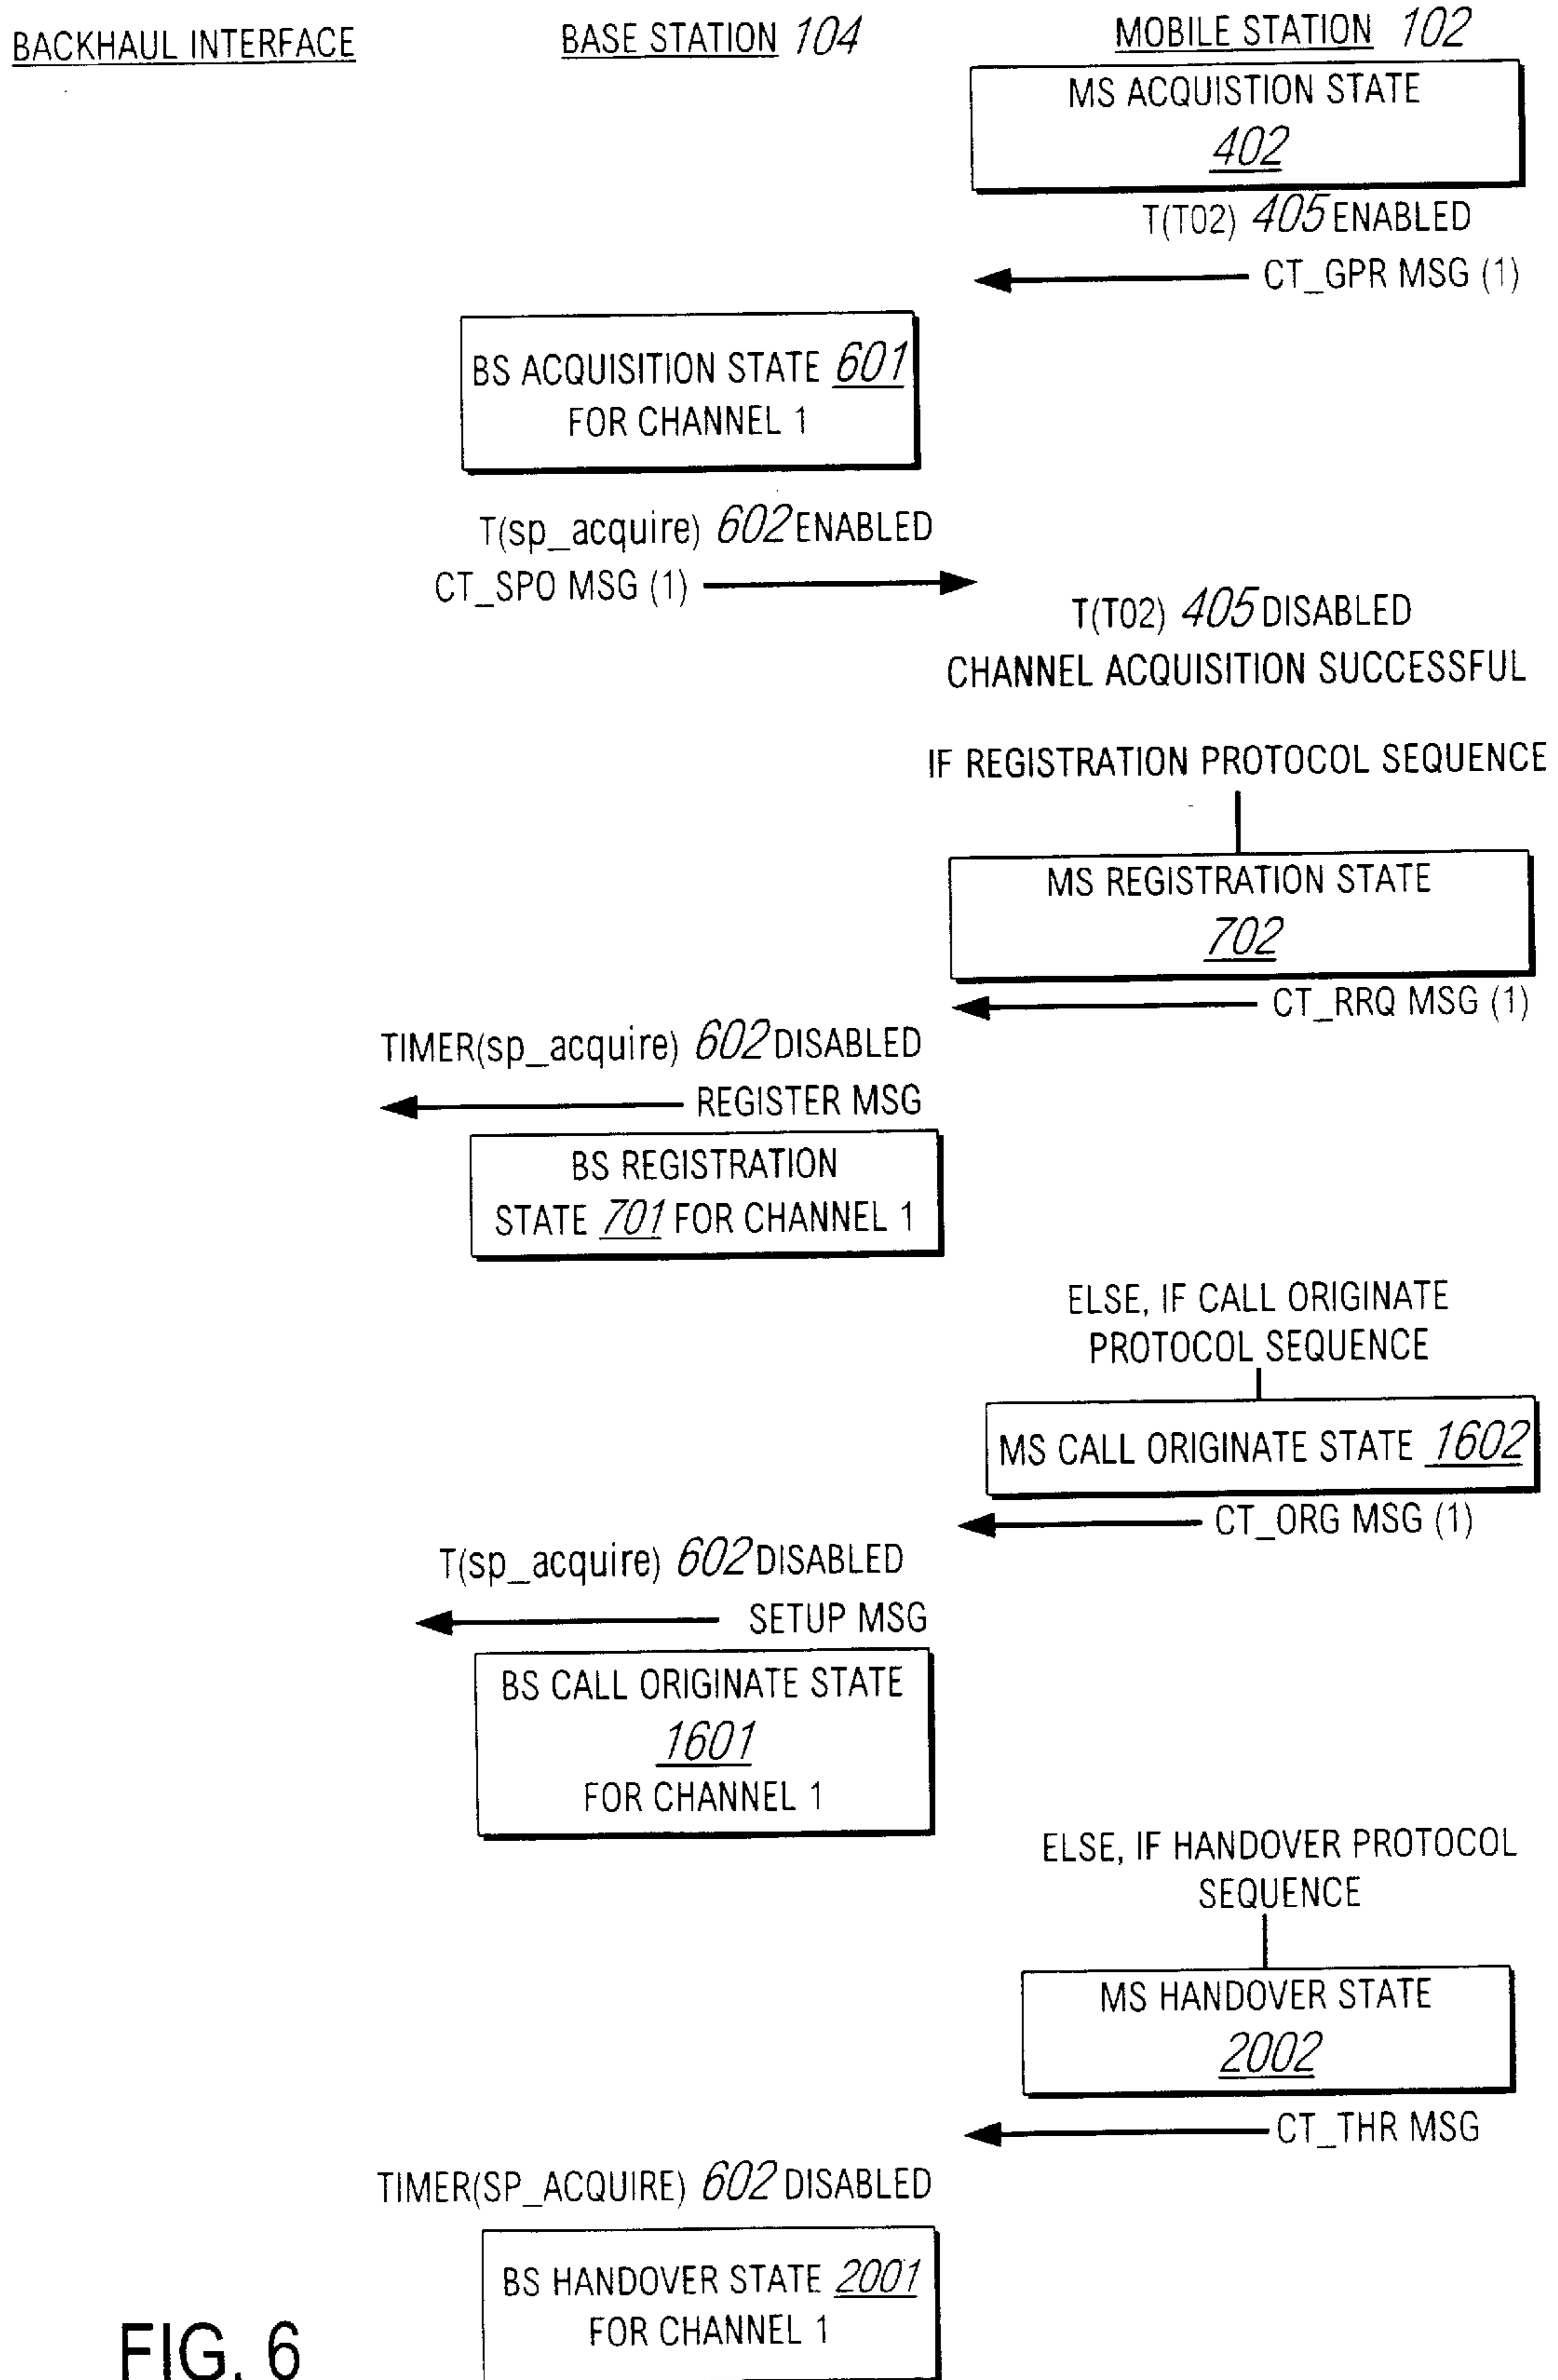 BACKHAUL INTERFACE
BASE STATION 104
MOBILE STATION 102
MS ACQUISTION STATE
402
T(T02) 405 ENABLED
CT_GPR MSG (1)
BS ACQUISITION STATE 601
FOR CHANNEL 1
T(sp_acquire) 602 ENABLED
CT_SPO MSG (1)
T(T02) 405 DISABLED
CHANNEL ACQUISITION SUCCESSFUL
IF REGISTRATION PROTOCOL SEQUENCE
MS REGISTRATION STATE
702
CT_RRQ MSG (1)
TIMER(sp_acquire) 602 DISABLED
REGISTER MSG
BS REGISTRATION
STATE 701 FOR CHANNEL 1
ELSE, IF CALL ORIGINATE
PROTOCOL SEQUENCE
MS CALL ORIGINATE STATE 1602
CT_ORG MSG (1)
T(sp_acquire) 602 DISABLED
SETUP MSG
BS CALL ORIGINATE STATE
1601
FOR CHANNEL 1
ELSE, IF HANDOVER PROTOCOL
SEQUENCE
MS HANDOVER STATE
2002
CT_THR MSG
TIMER(SP_ACQUIRE) 602 DISABLED
BS HANDOVER STATE 2001
FOR CHANNEL 1
FIG. 6